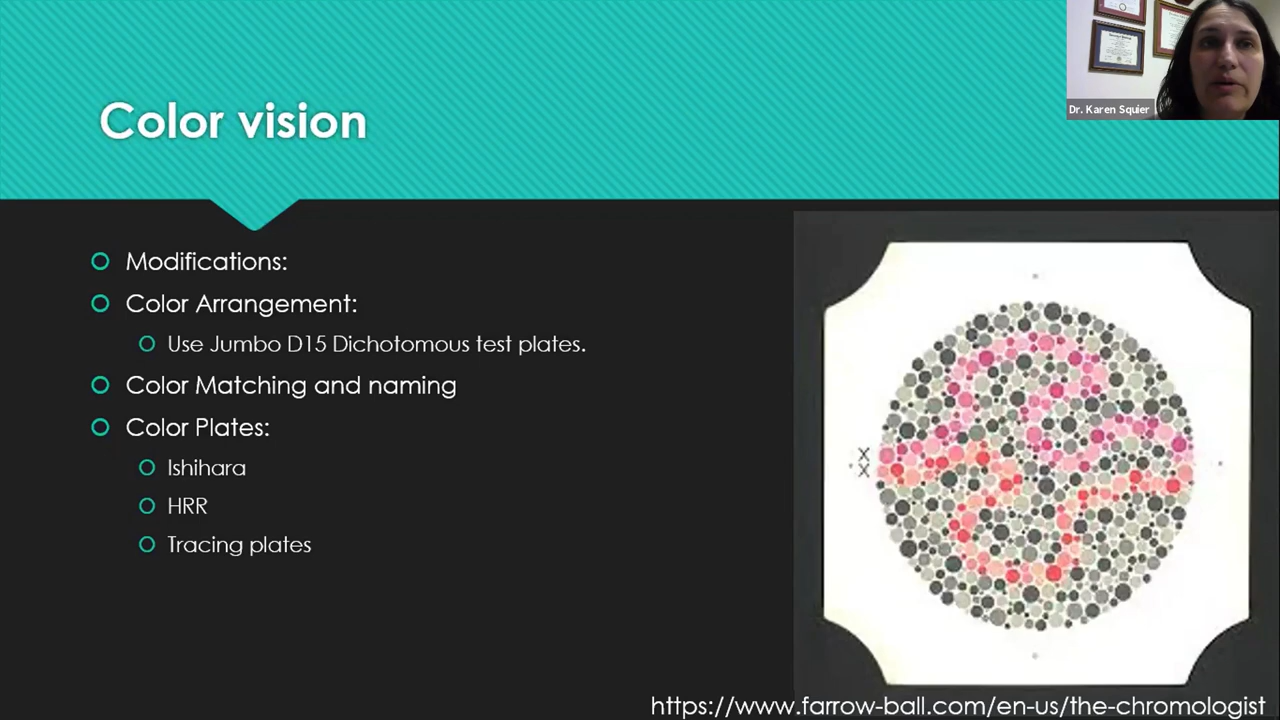 Dr. Karen Squier
Color vision
Modifications:
Color Arrangement:
Use Jumbo D15 Dichotomous test plates.
Color Matching and naming
Color Plates:
Ishihara
HRR
Tracing plates
X
X
https://www.farrow-ball.com/en-us/the-chromologist